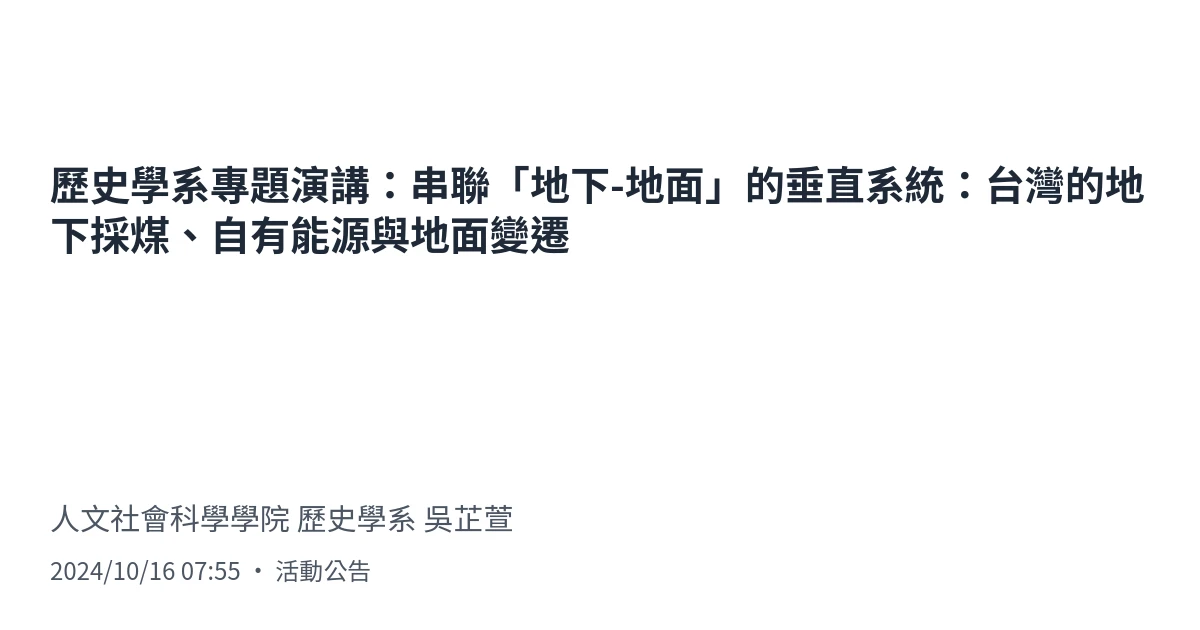 歷史學系專題演講：串聯「地下-地面」的垂直系統：台灣的地
下採煤、自有能源與地面變遷
人文社會科學學院 歷史學系 吳芷萱
2024/10/16 07:55 • 活動公告